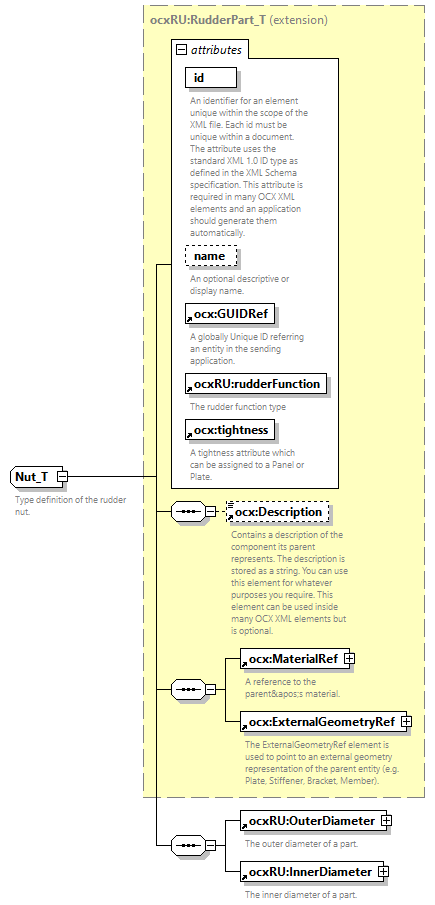 ocxRU:RudderPart_T (extension)
attributes
id
An identifier for an element
unique within the scope of the
XML file. Each id must be
unique within a document.
The attribute uses the
standard XML 1.0 ID type as
defined in the XML Schema
specification. This attribute is
required in many OCX XML
elements and an application
should generate them
automatically.
name
An optional descriptive or
display name.
ocx:GUIDRef
A globally Unique ID referring
an entity in the sending
application.
ocxRU:rudderFunction
The rudder function type
ocx:tightness
A tightness attribute which
can be assigned to a Panel or
Plate.
Nut_T
Type definition of the rudder
nut.
ocx:Description
Contains a description of the
component its parent
represents. The description is
stored as a string. You can use
this element for whatever
purposes you require. This
element can be used inside
many OCX XML elements but
is optional.
ocx:MaterialRef
A reference to the
parent&apos;s material.
ocx:ExternalGeometryRef
The ExternalGeometryRef element is
used to point to an external geometry
representation of the parent entity (e.g.
Plate, Stiffener, Bracket, Member).
ocxRU:OuterDiameter
The outer diameter of a part.
ocxRU:InnerDiameter
The inner diameter of a part.